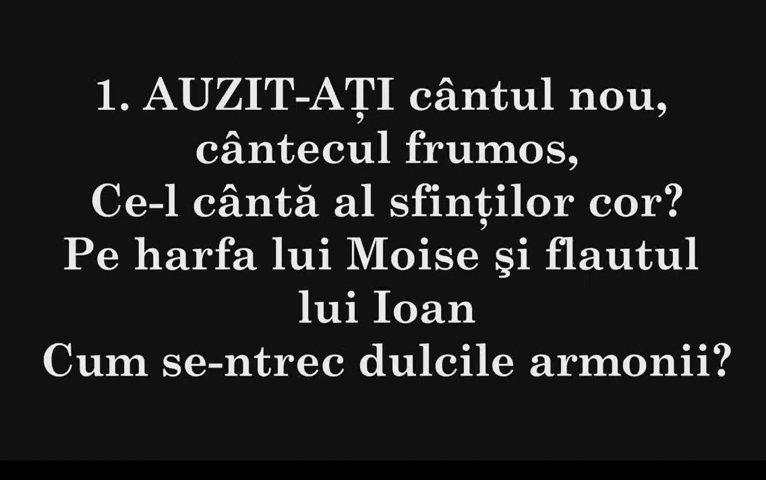 1. AUZIT-AȚI cântul nou,
cântecul frumos,
Ce-l cântă al sfinților cor?
Pe harfa lui Moise şi flautul
lui Ioan
Cum se-ntrec dulcile armonii?